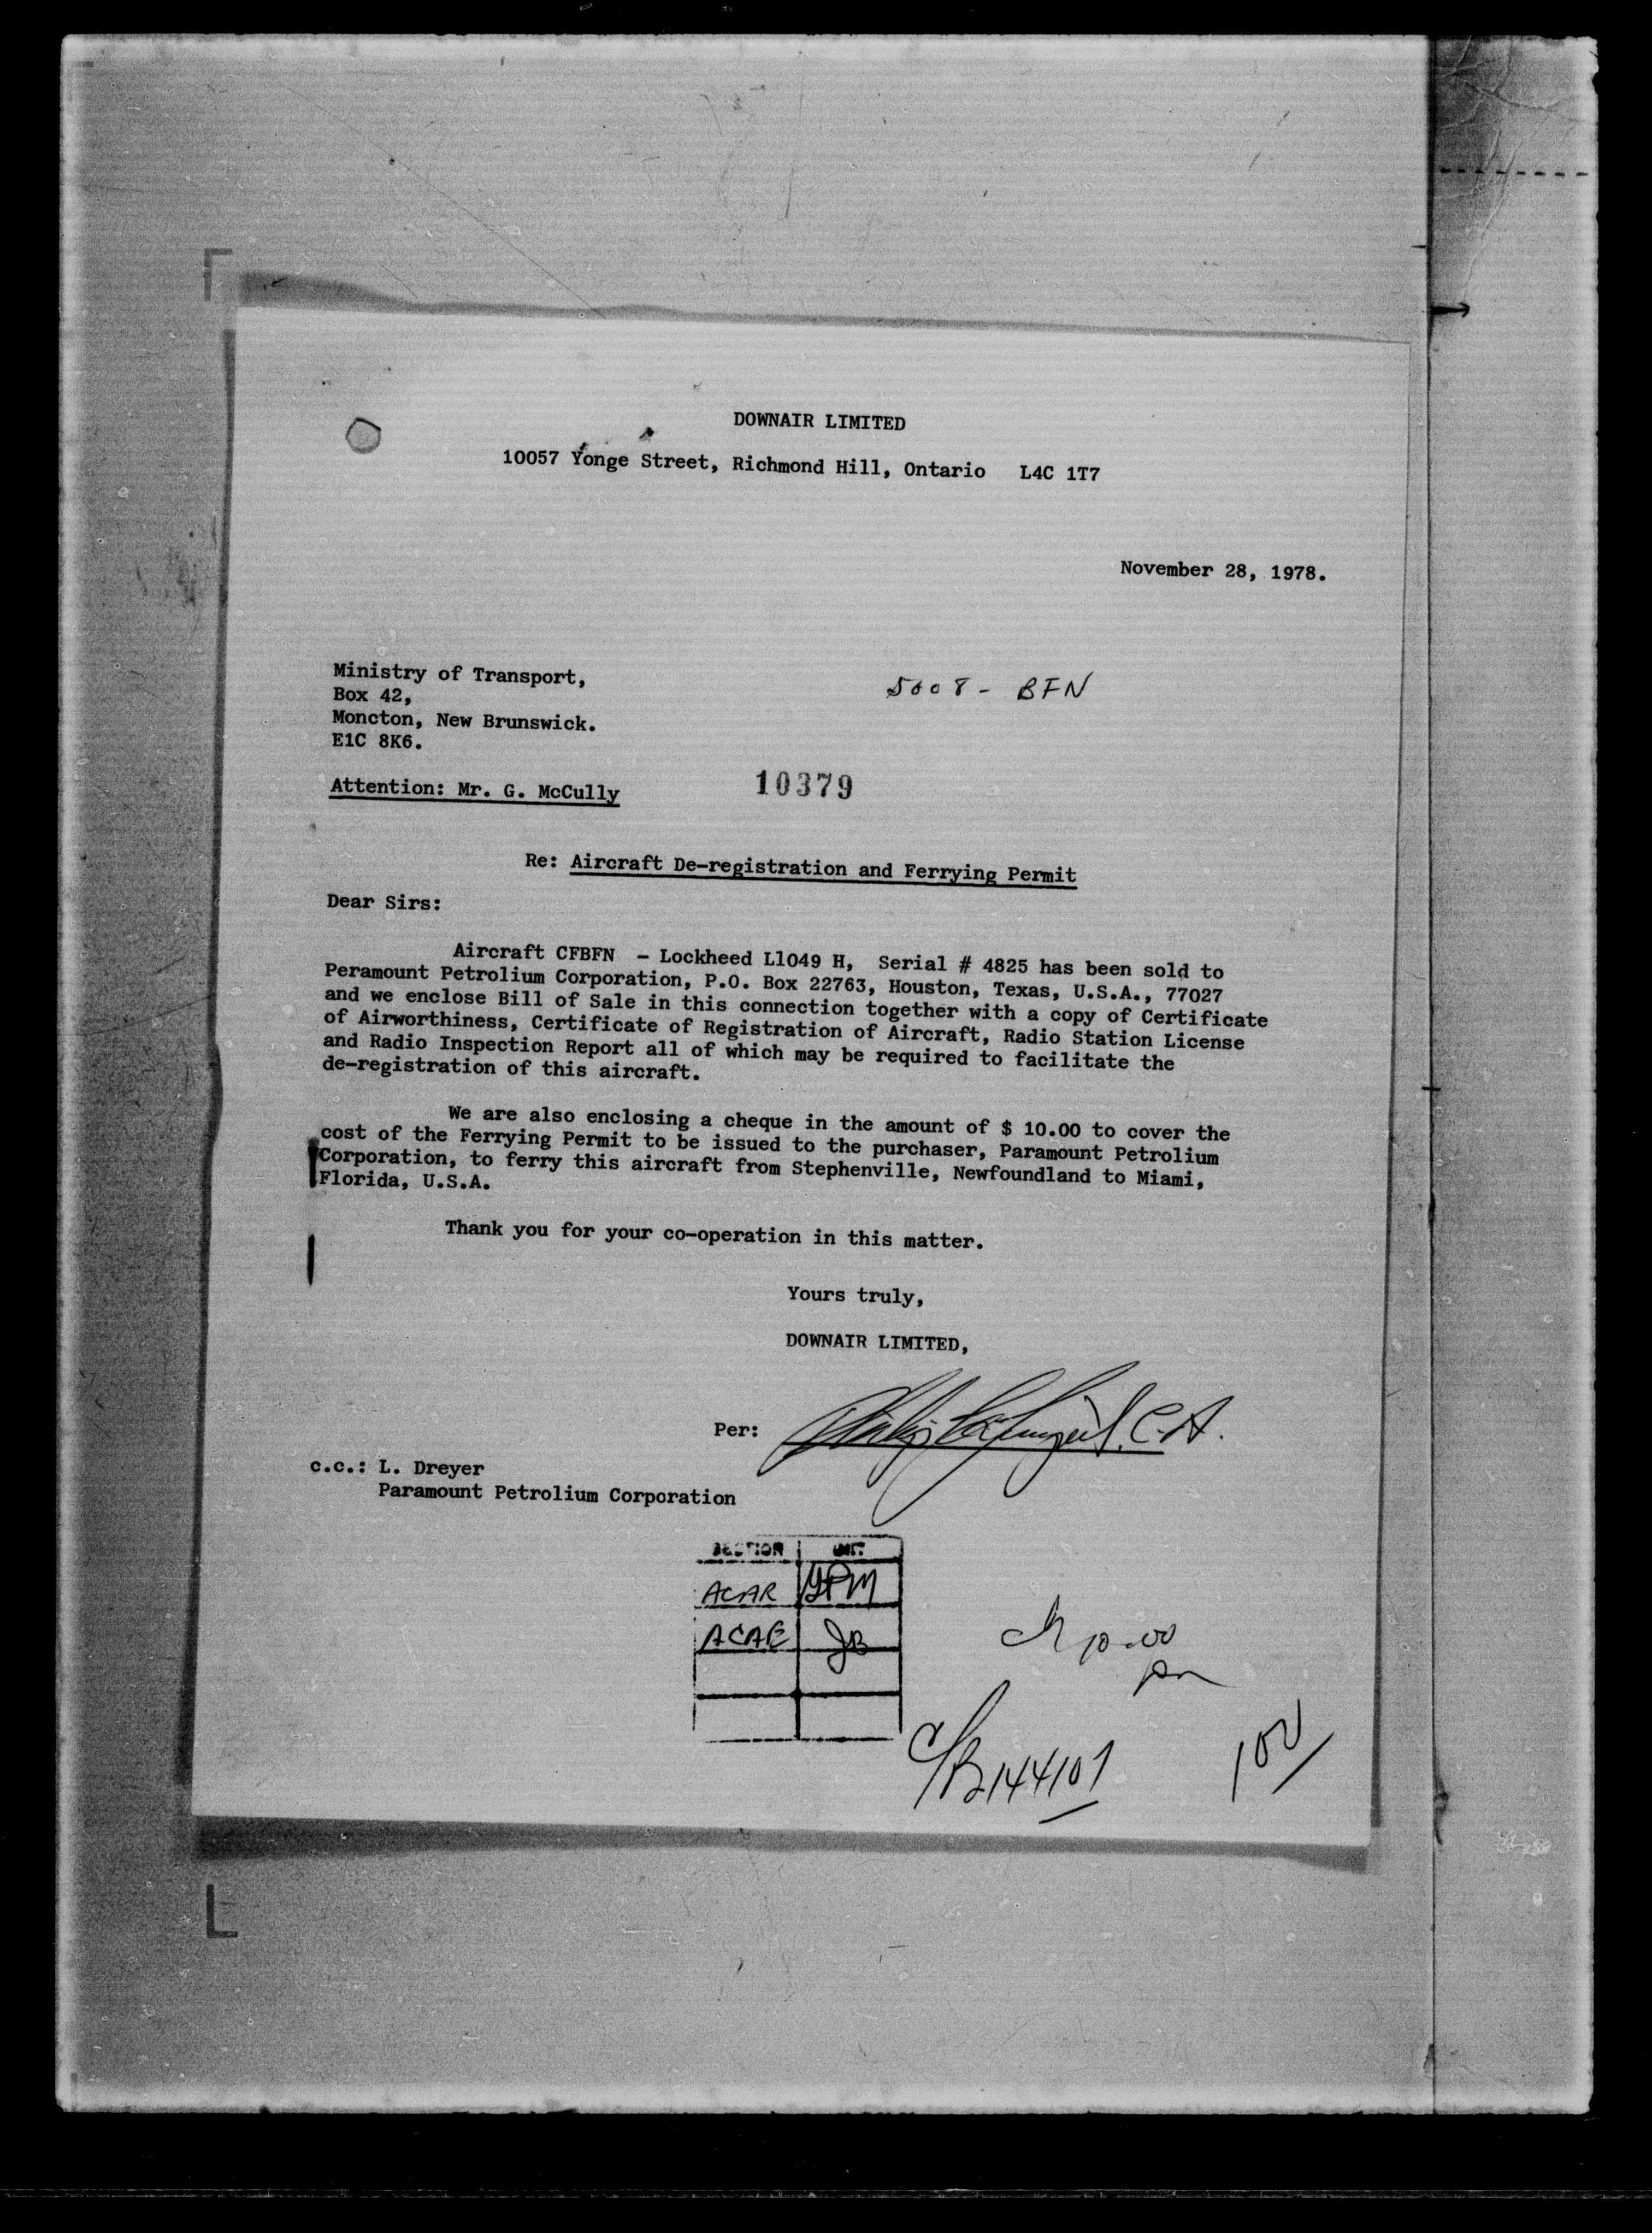 DOWNAIR LIMITED
10057 Yonge Street, Richmond Hill, Ontario L4C 1T7
November 28, 1978.
Ministry of Transport,
Box 42,
Moncton, New Brunswick.
E1C 8K6.
5008 - BFN
Attention: Mr. G. McCully
10379
Re: Aircraft De-registration and Ferrying Permit
Dear Sirs:
Aircraft CFBFN - Lockheed L1049 H, Serial # 4825 has been sold to
Peramount Petrolium Corporation, P.O. Box 22763, Houston, Texas, U.S.A., 77027
and we enclose Bill of Sale in this connection together with a copy of Certificate
of Airworthiness, Certificate of Registration of Aircraft, Radio Station License
and Radio Inspection Report all of which may be required to facilitate the
de-registration of this aircraft.
We are also enclosing a cheque in the amount of $ 10.00 to cover the
cost of the Ferrying Permit to be issued to the purchaser, Paramount Petrolium
Corporation, to ferry this aircraft from Stephenville, Newfoundland to Miami,
Florida, U.S.A.
Thank you for your co-operation in this matter.
Yours truly,
DOWNAIR LIMITED,
Per: C.A.
c.c.: L. Dreyer
Paramount Petrolium Corporation
SECTION UNIT
ACAR
ACAE JB
10.00
144101